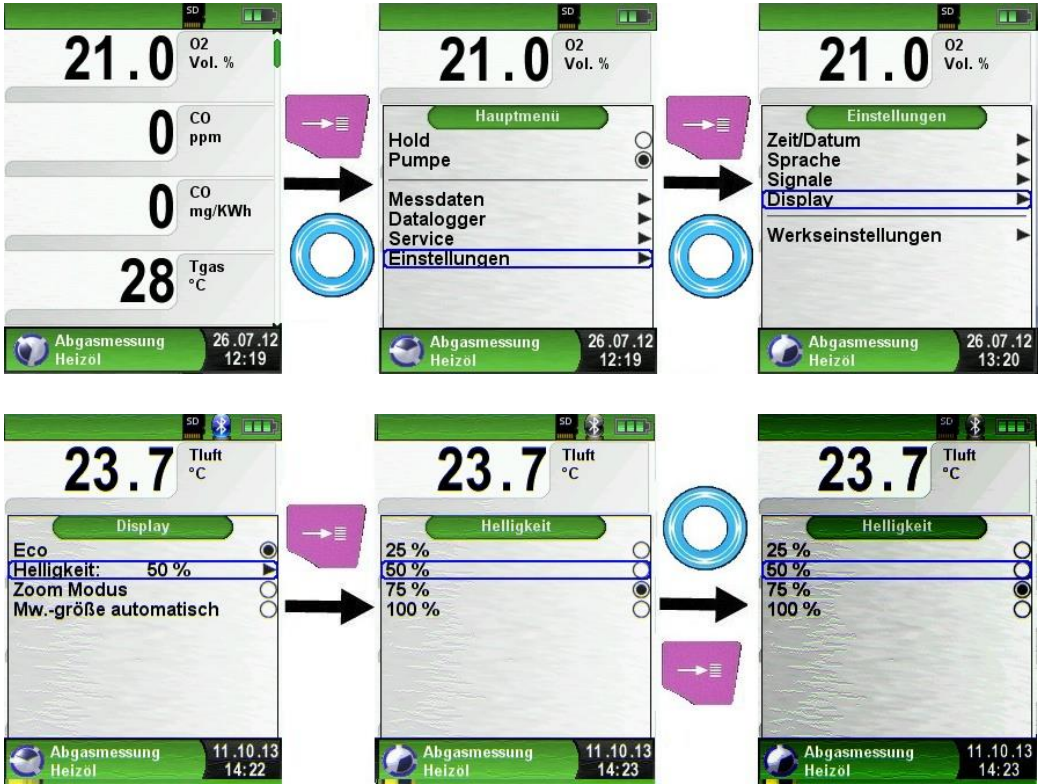 SD
21.0 O2 Vol. %
0 CO ppm
0 CO mg/KWh
28 Tgas °C
Abgasmessung 26.07.12
Heizöl 12:19
SD
21.0 O2 Vol. %
Hauptmenü
Hold
Pumpe
Messdaten
Datalogger
Service
Einstellungen
Abgasmessung 26.07.12
Heizöl 12:19
SD
21.0 O2 Vol. %
Einstellungen
Zeit/Datum
Sprache
Signale
Display
Werkseinstellungen
Abgasmessung 26.07.12
Heizöl 13:20
SD
23.7 Tluft °C
Display
Eco
Helligkeit: 50 %
Zoom Modus
Mw.-größe automatisch
Abgasmessung 11.10.13
Heizöl 14:22
SD
23.7 Tluft °C
Helligkeit
25 %
50 %
75 %
100 %
Abgasmessung 11.10.13
Heizöl 14:23
SD
23.7 Tluft °C
Helligkeit
25 %
50 %
75 %
100 %
Abgasmessung 11.10.13
Heizöl 14:23